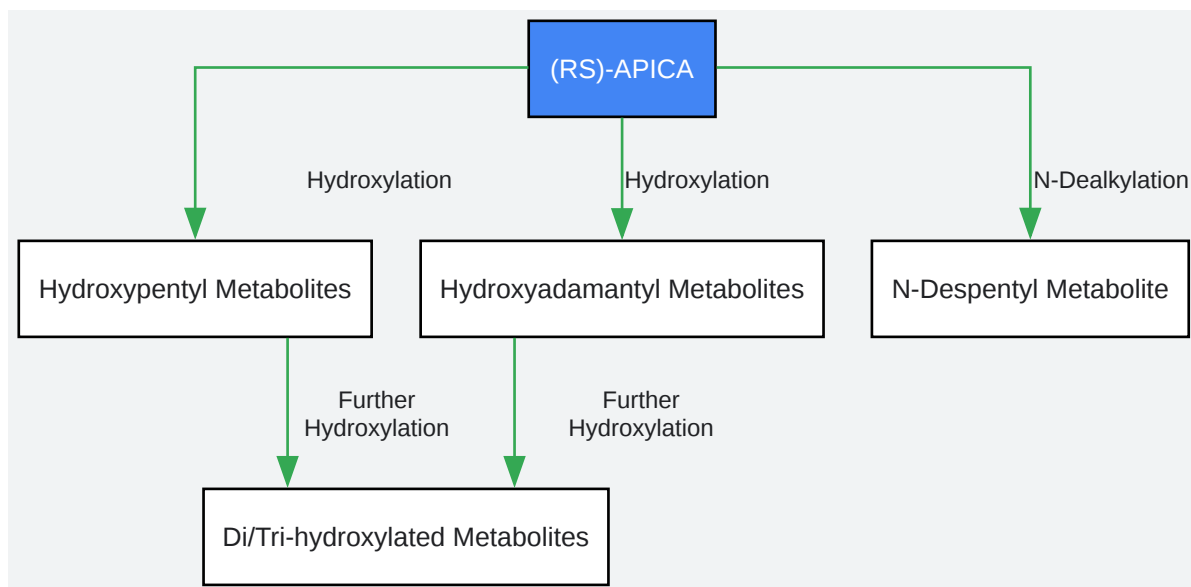 (RS)-APICA
Hydroxylation
Hydroxylation
N-Dealkylation
Hydroxypentyl Metabolites
Hydroxyadamantyl Metabolites
N-Despentyl Metabolite
Further
Hydroxylation
Further
Hydroxylation
Di/Tri-hydroxylated Metabolites